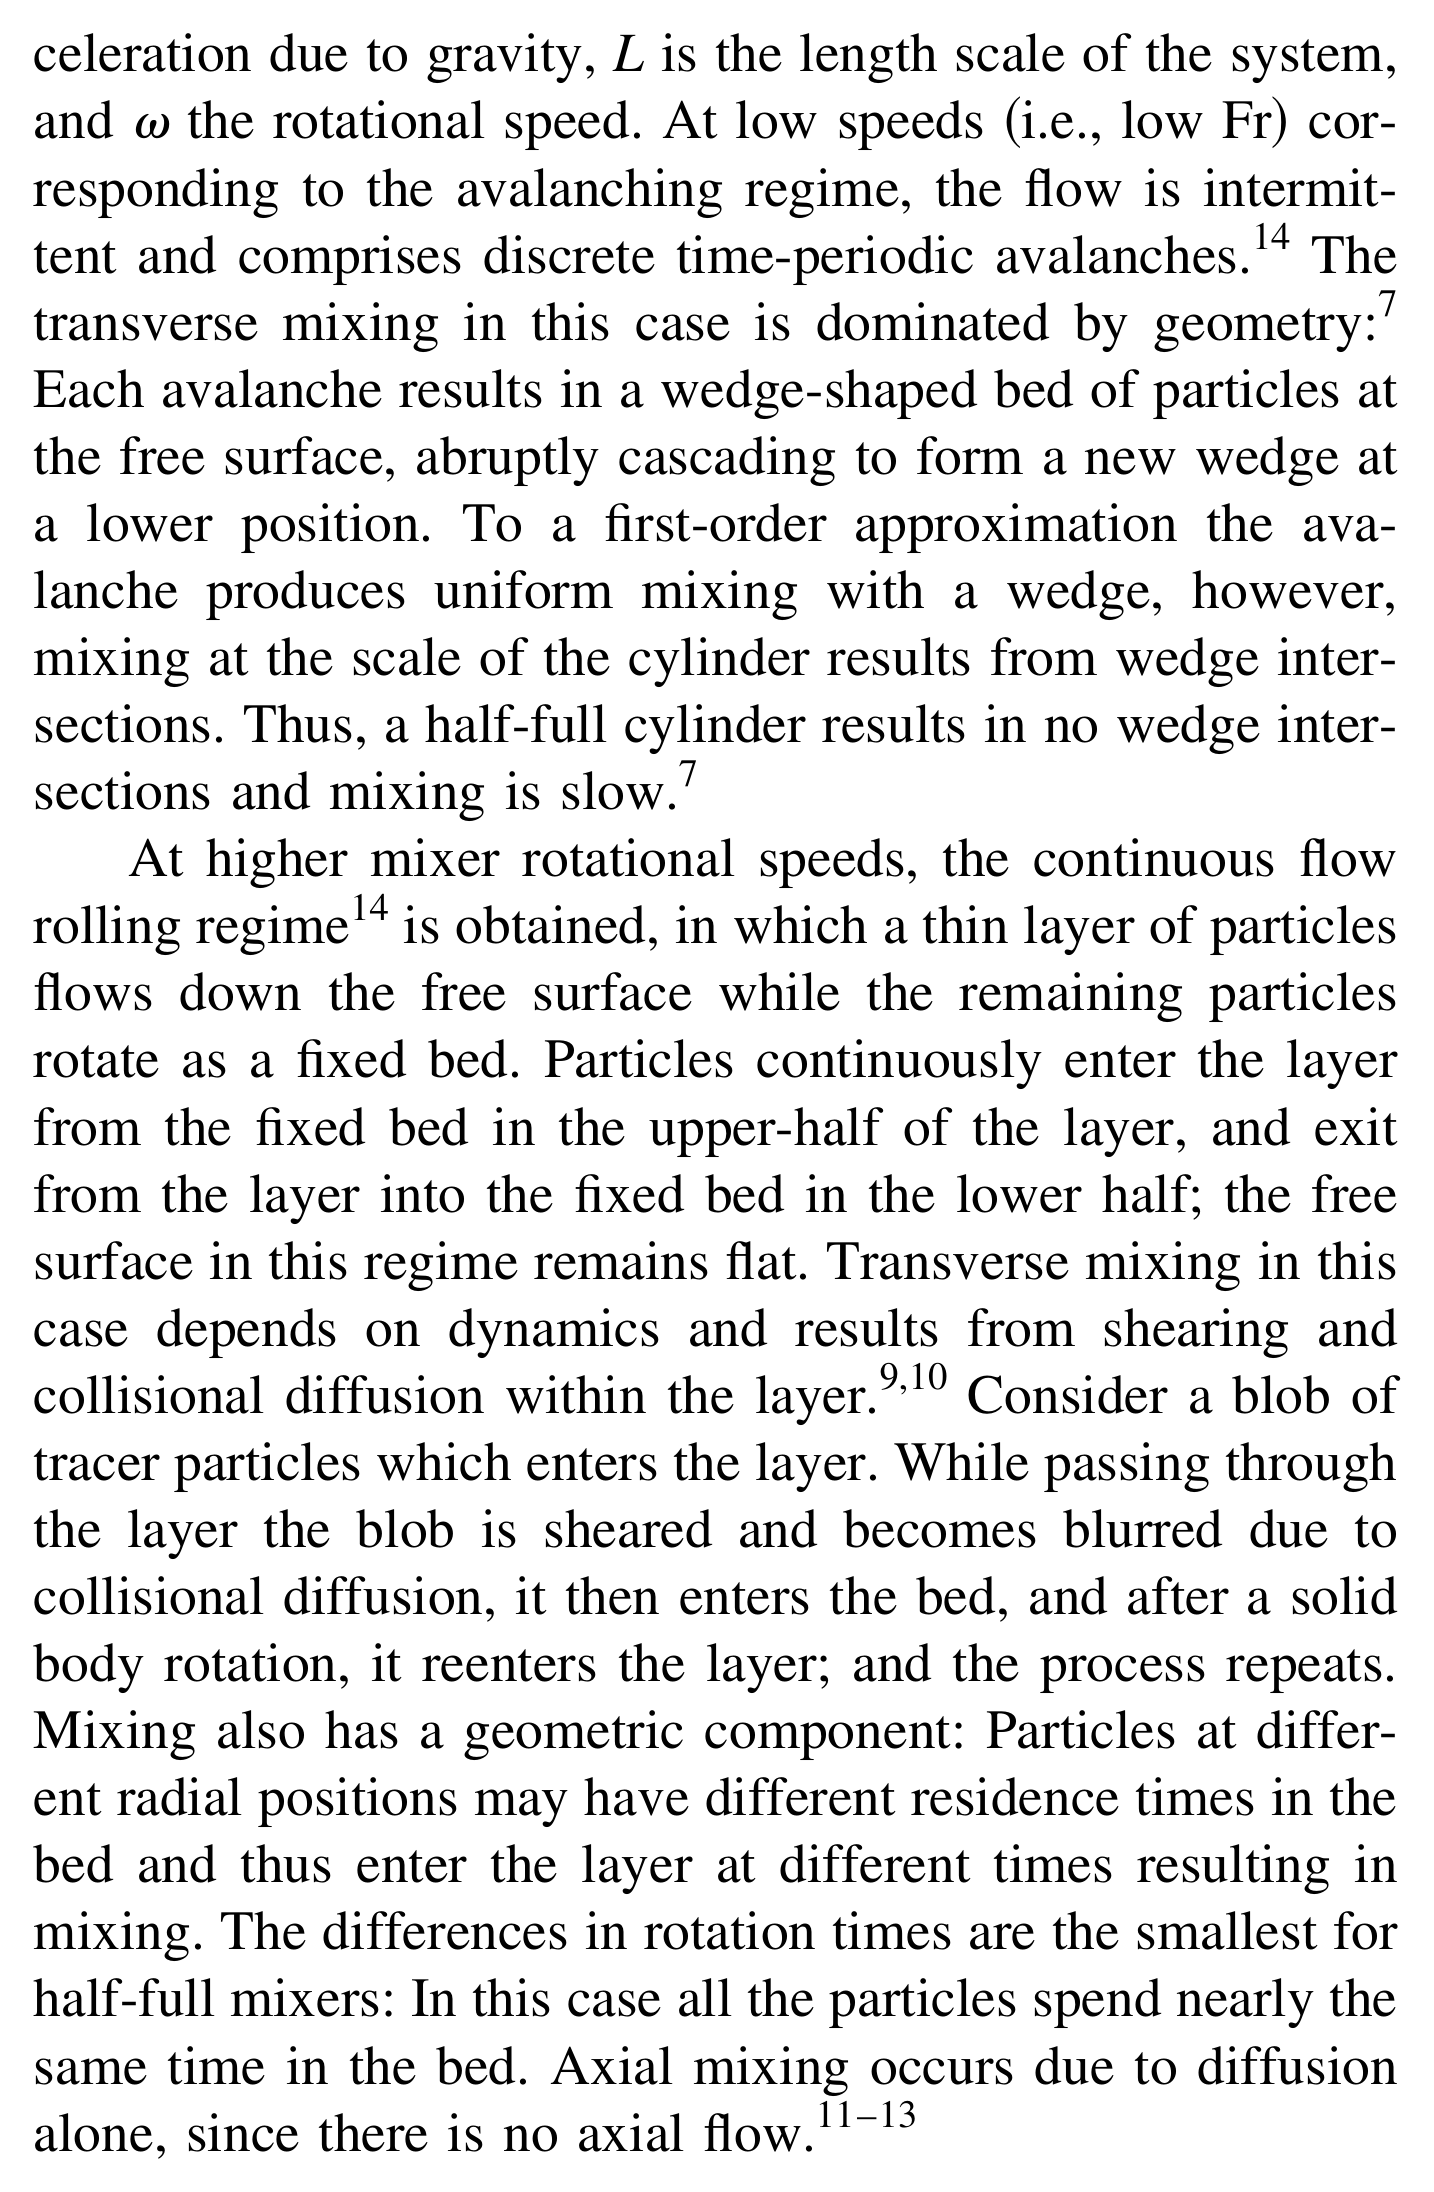 celeration due to gravity, L is the length scale of the system,
and ω the rotational speed. At low speeds (i.e., low Fr) cor-
responding to the avalanching regime, the flow is intermit-
tent and comprises discrete time-periodic avalanches.14 The
transverse mixing in this case is dominated by geometry:7
Each avalanche results in a wedge-shaped bed of particles at
the free surface, abruptly cascading to form a new wedge at
a lower position. To a first-order approximation the ava-
lanche produces uniform mixing with a wedge, however,
mixing at the scale of the cylinder results from wedge inter-
sections. Thus, a half-full cylinder results in no wedge inter-
sections and mixing is slow.7
At higher mixer rotational speeds, the continuous flow
rolling regime14 is obtained, in which a thin layer of particles
flows down the free surface while the remaining particles
rotate as a fixed bed. Particles continuously enter the layer
from the fixed bed in the upper-half of the layer, and exit
from the layer into the fixed bed in the lower half; the free
surface in this regime remains flat. Transverse mixing in this
case depends on dynamics and results from shearing and
collisional diffusion within the layer.9,10 Consider a blob of
tracer particles which enters the layer. While passing through
the layer the blob is sheared and becomes blurred due to
collisional diffusion, it then enters the bed, and after a solid
body rotation, it reenters the layer; and the process repeats.
Mixing also has a geometric component: Particles at differ-
ent radial positions may have different residence times in the
bed and thus enter the layer at different times resulting in
mixing. The differences in rotation times are the smallest for
half-full mixers: In this case all the particles spend nearly the
same time in the bed. Axial mixing occurs due to diffusion
alone, since there is no axial flow.11–13